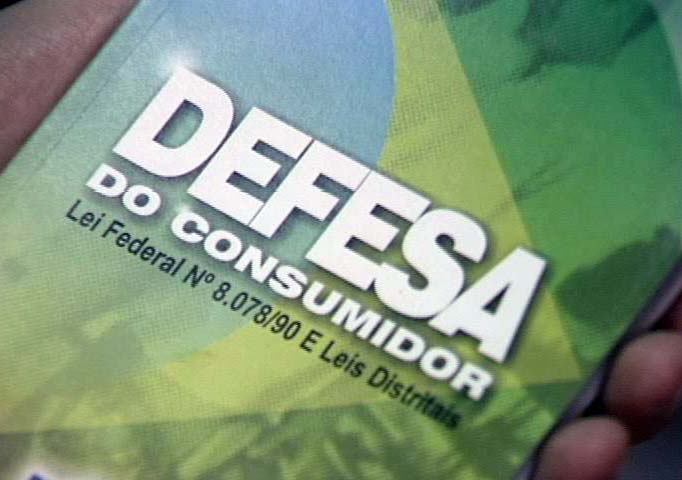 DEFESA
DO CONSUMIDOR
Lei Federal Nº 8.078/90 E Leis Distritais